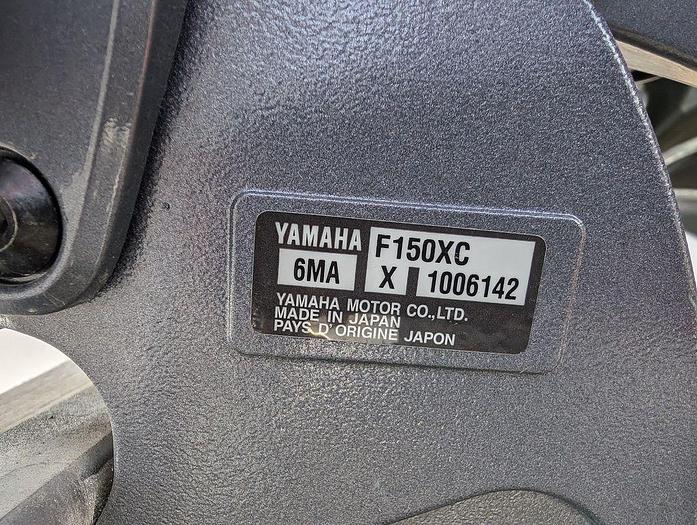 YAMAHA F150XC
6MA X 1006142
YAMAHA MOTOR CO.,LTD.
MADE IN JAPAN
PAYS D'ORIGINE JAPON